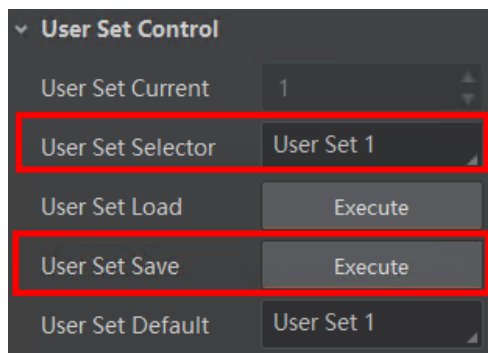 User Set Control
User Set Current 1
User Set Selector User Set 1
User Set Load Execute
User Set Save Execute
User Set Default User Set 1